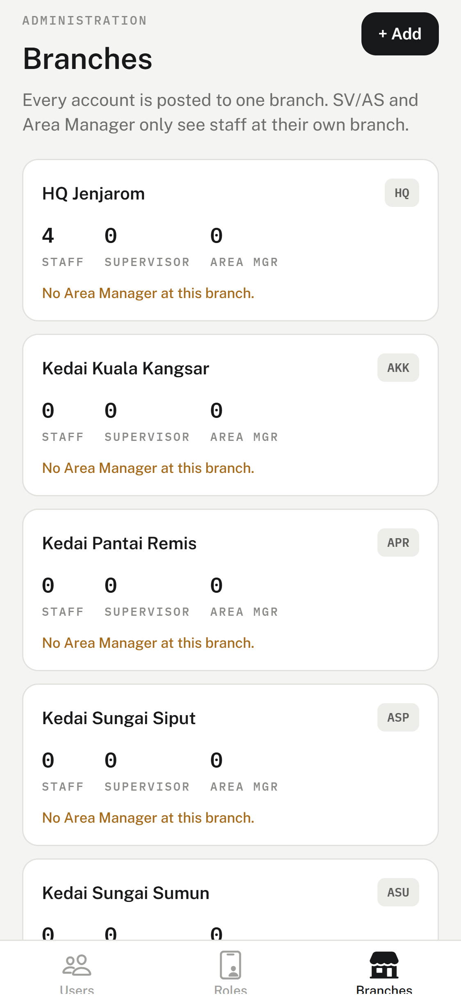 ADMINISTRATION
+ Add
Branches
Every account is posted to one branch. SV/AS and
Area Manager only see staff at their own branch.
HQ Jenjarom
HQ
4 0 0
STAFF SUPERVISOR AREA MGR
No Area Manager at this branch.
Kedai Kuala Kangsar
AKK
0 0 0
STAFF SUPERVISOR AREA MGR
No Area Manager at this branch.
Kedai Pantai Remis
APR
0 0 0
STAFF SUPERVISOR AREA MGR
No Area Manager at this branch.
Kedai Sungai Siput
ASP
0 0 0
STAFF SUPERVISOR AREA MGR
No Area Manager at this branch.
Kedai Sungai Sumun
ASU
0 0 0
Users Roles Branches